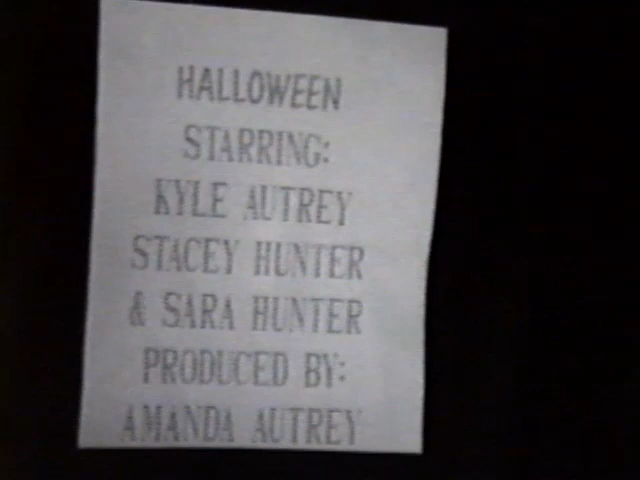 HALLOWEEN
STARRING:
KYLE AUTREY
STACEY HUNTER
& SARA HUNTER
PRODUCED BY:
AMANDA AUTREY